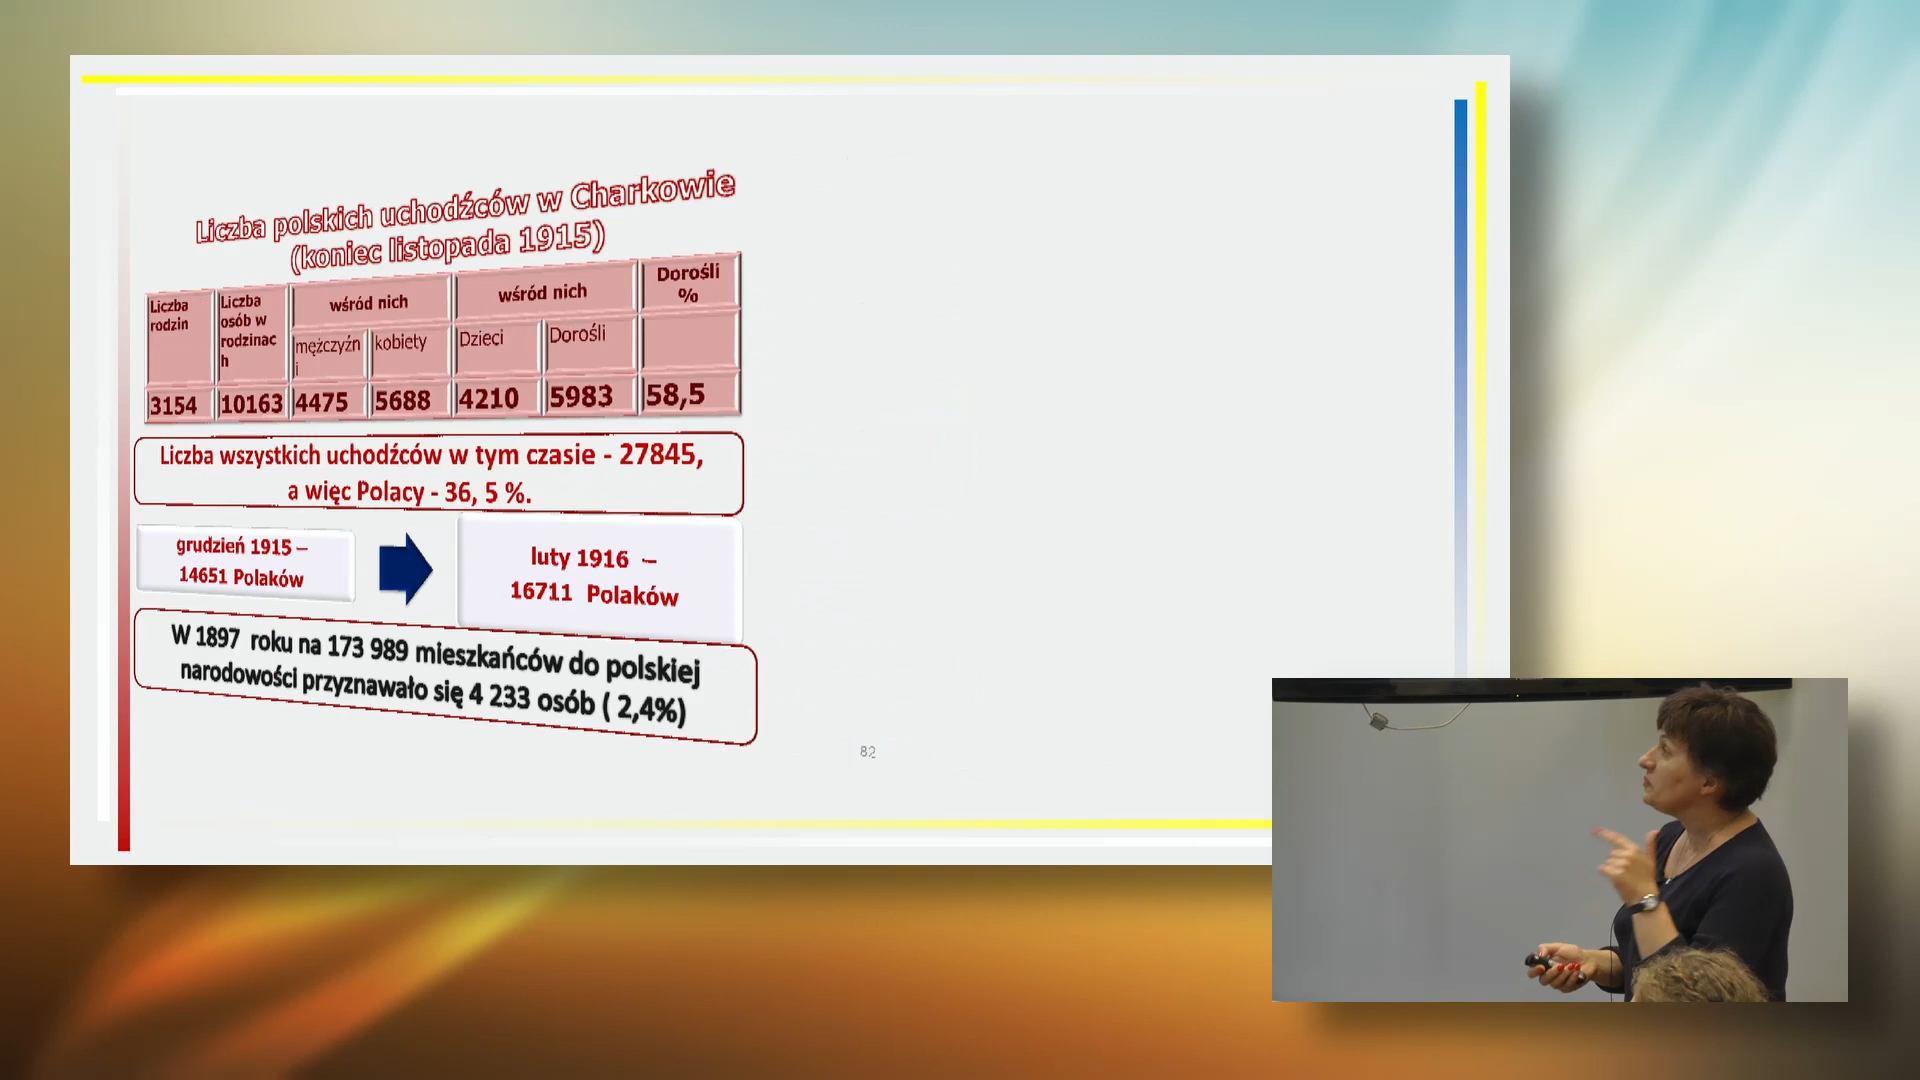 Liczba polskich uchodźców w Charkowie
(koniec listopada 1915)
Liczba rodzin
Liczba osób w rodzinac h
wśród nich
wśród nich
Dorośli %
mężczyźn i
kobiety
Dzieci
Dorośli
3154 10163 4475 5688 4210 5983 58,5
Liczba wszystkich uchodźców w tym czasie - 27845,
a więc Polacy - 36, 5 %.
grudzień 1915 –
14651 Polaków
luty 1916 –
16711 Polaków
W 1897 roku na 173 989 mieszkańców do polskiej
narodowości przyznawało się 4 233 osób ( 2,4%)
82